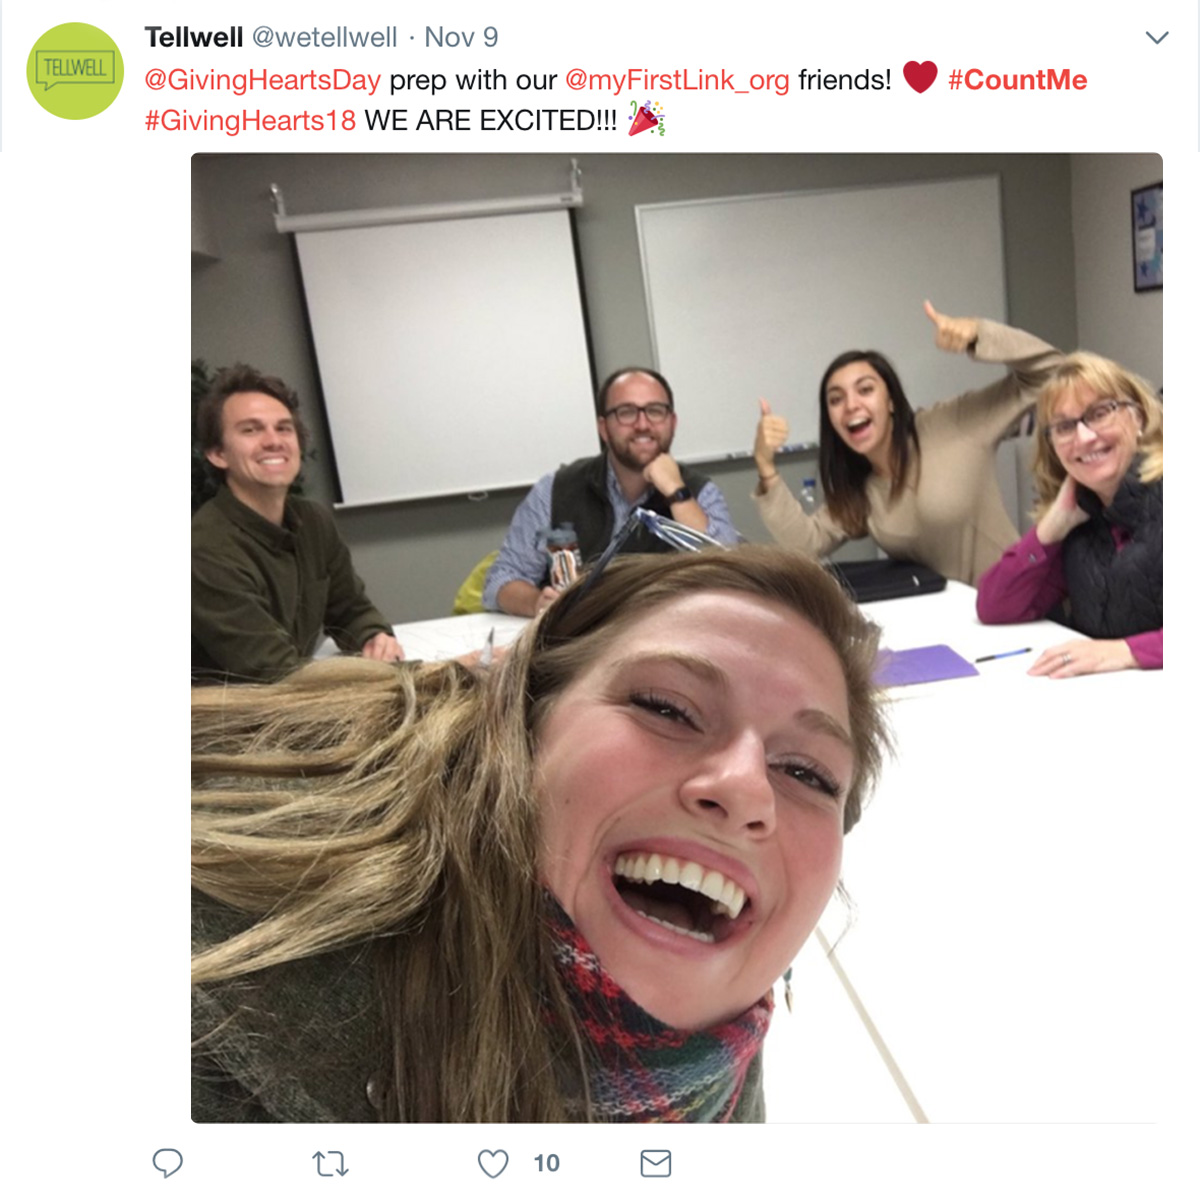 TELLWELL
Tellwell @wetellwell · Nov 9
@GivingHeartsDay prep with our @myFirstLink_org friends! ❤️ #CountMe
#GivingHearts18 WE ARE EXCITED!!! 🎉
10